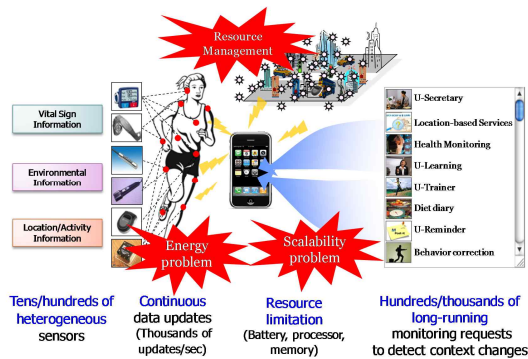 Resource
Management
Vital Sign
Information
Environmental
Information
Location/Activity
Information
Energy
problem
Scalability
problem
U-Secretary
Location-based Services
Health Monitoring
U-Learning
U-Trainer
Diet diary
U-Reminder
Behavior correction
Tens/hundreds of
heterogeneous
sensors
Continuous
data updates
(Thousands of
updates/sec)
Resource
limitation
(Battery, processor,
memory)
Hundreds/thousands of
long-running
monitoring requests
to detect context changes